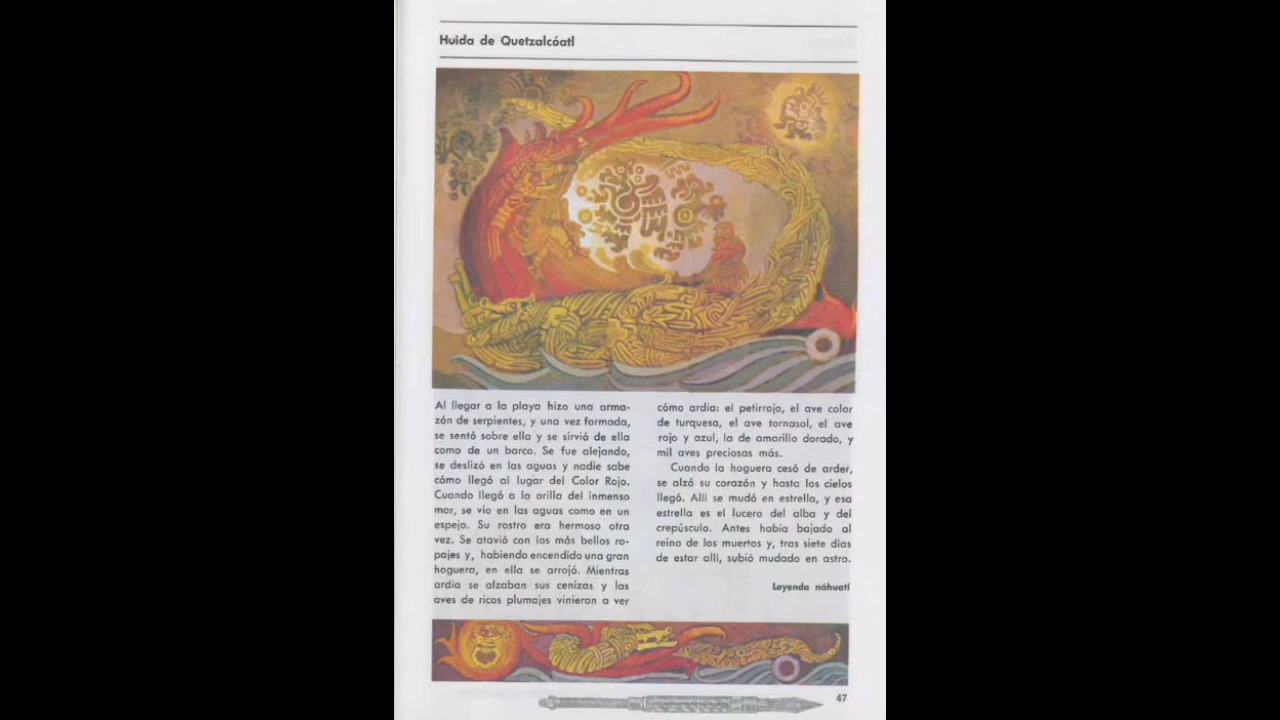 Huida de Quetzalcóatl
Al llegar a la playa hizo una arma-
zón de serpientes, y una vez formada,
se sentó sobre ella y se sirvió de ella
como de un barco. Se fue alejando,
se deslizó en las aguas y nadie sabe
cómo llegó al lugar del Color Rojo.
Cuando llegó a la orilla del inmenso
mar, se vio en las aguas como en un
espejo. Su rostro era hermoso otra
vez. Se atavió con los más bellos ro-
pajes y, habiendo encendido una gran
hoguera, en ella se arrojó. Mientras
ardía se alzaban sus cenizas y las
aves de ricos plumajes vinieron a ver
cómo ardía: el petirrojo, el ave color
de turquesa, el ave tornasol, el ave
rojo y azul, la de amarillo dorado, y
mil aves preciosas más.
Cuando la hoguera cesó de arder,
se alzó su corazón y hasta los cielos
llegó. Allí se mudó en estrella, y esa
estrella es el lucero del alba y del
crepúsculo. Antes había bajado al
reino de los muertos y, tras siete días
de estar allí, subió mudado en astro.
Leyenda náhuatl
47